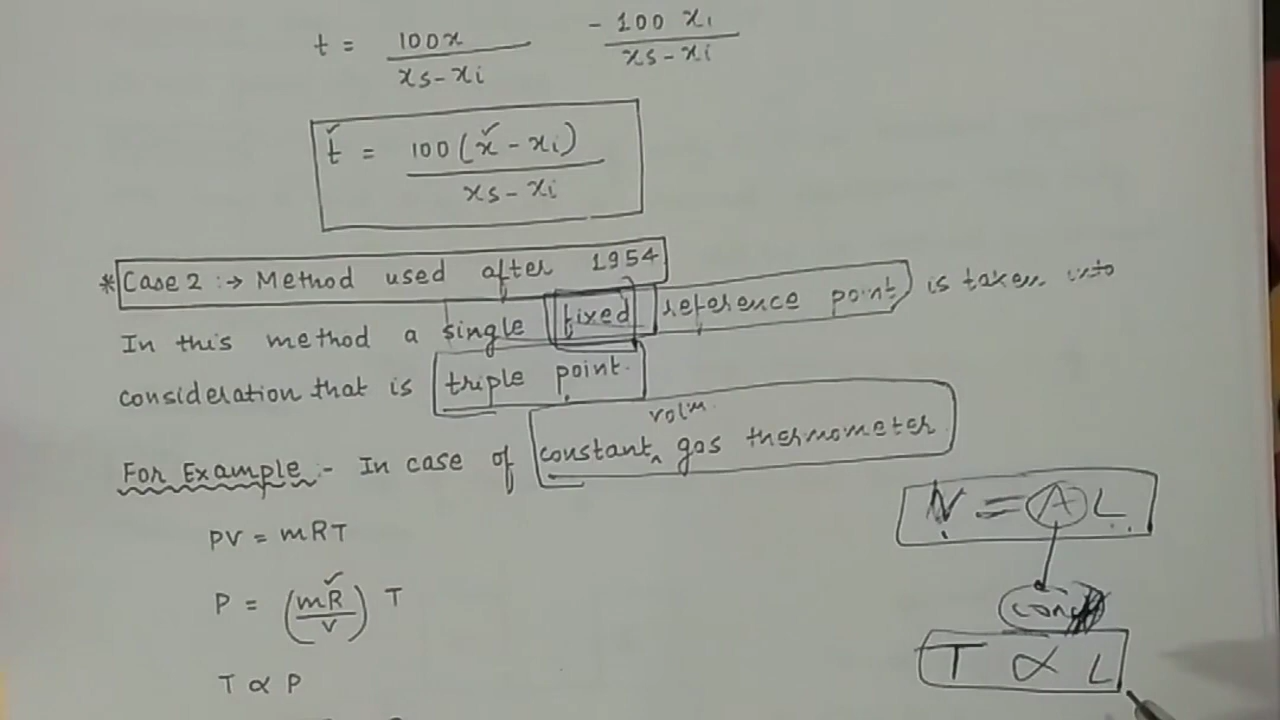 t = 100x / xs - xi   - 100 xi / xs - xi
t = 100 (x - xi) / xs - xi
* Case 2 :→ Method used after 1954
In this method a single fixed reference point is taken into
consideration that is triple point.
volm.
For Example :- In case of constant ^ gas thermometer
PV = mRT
P = (mR / V) T
T ∝ P
V = A L
const
T ∝ L